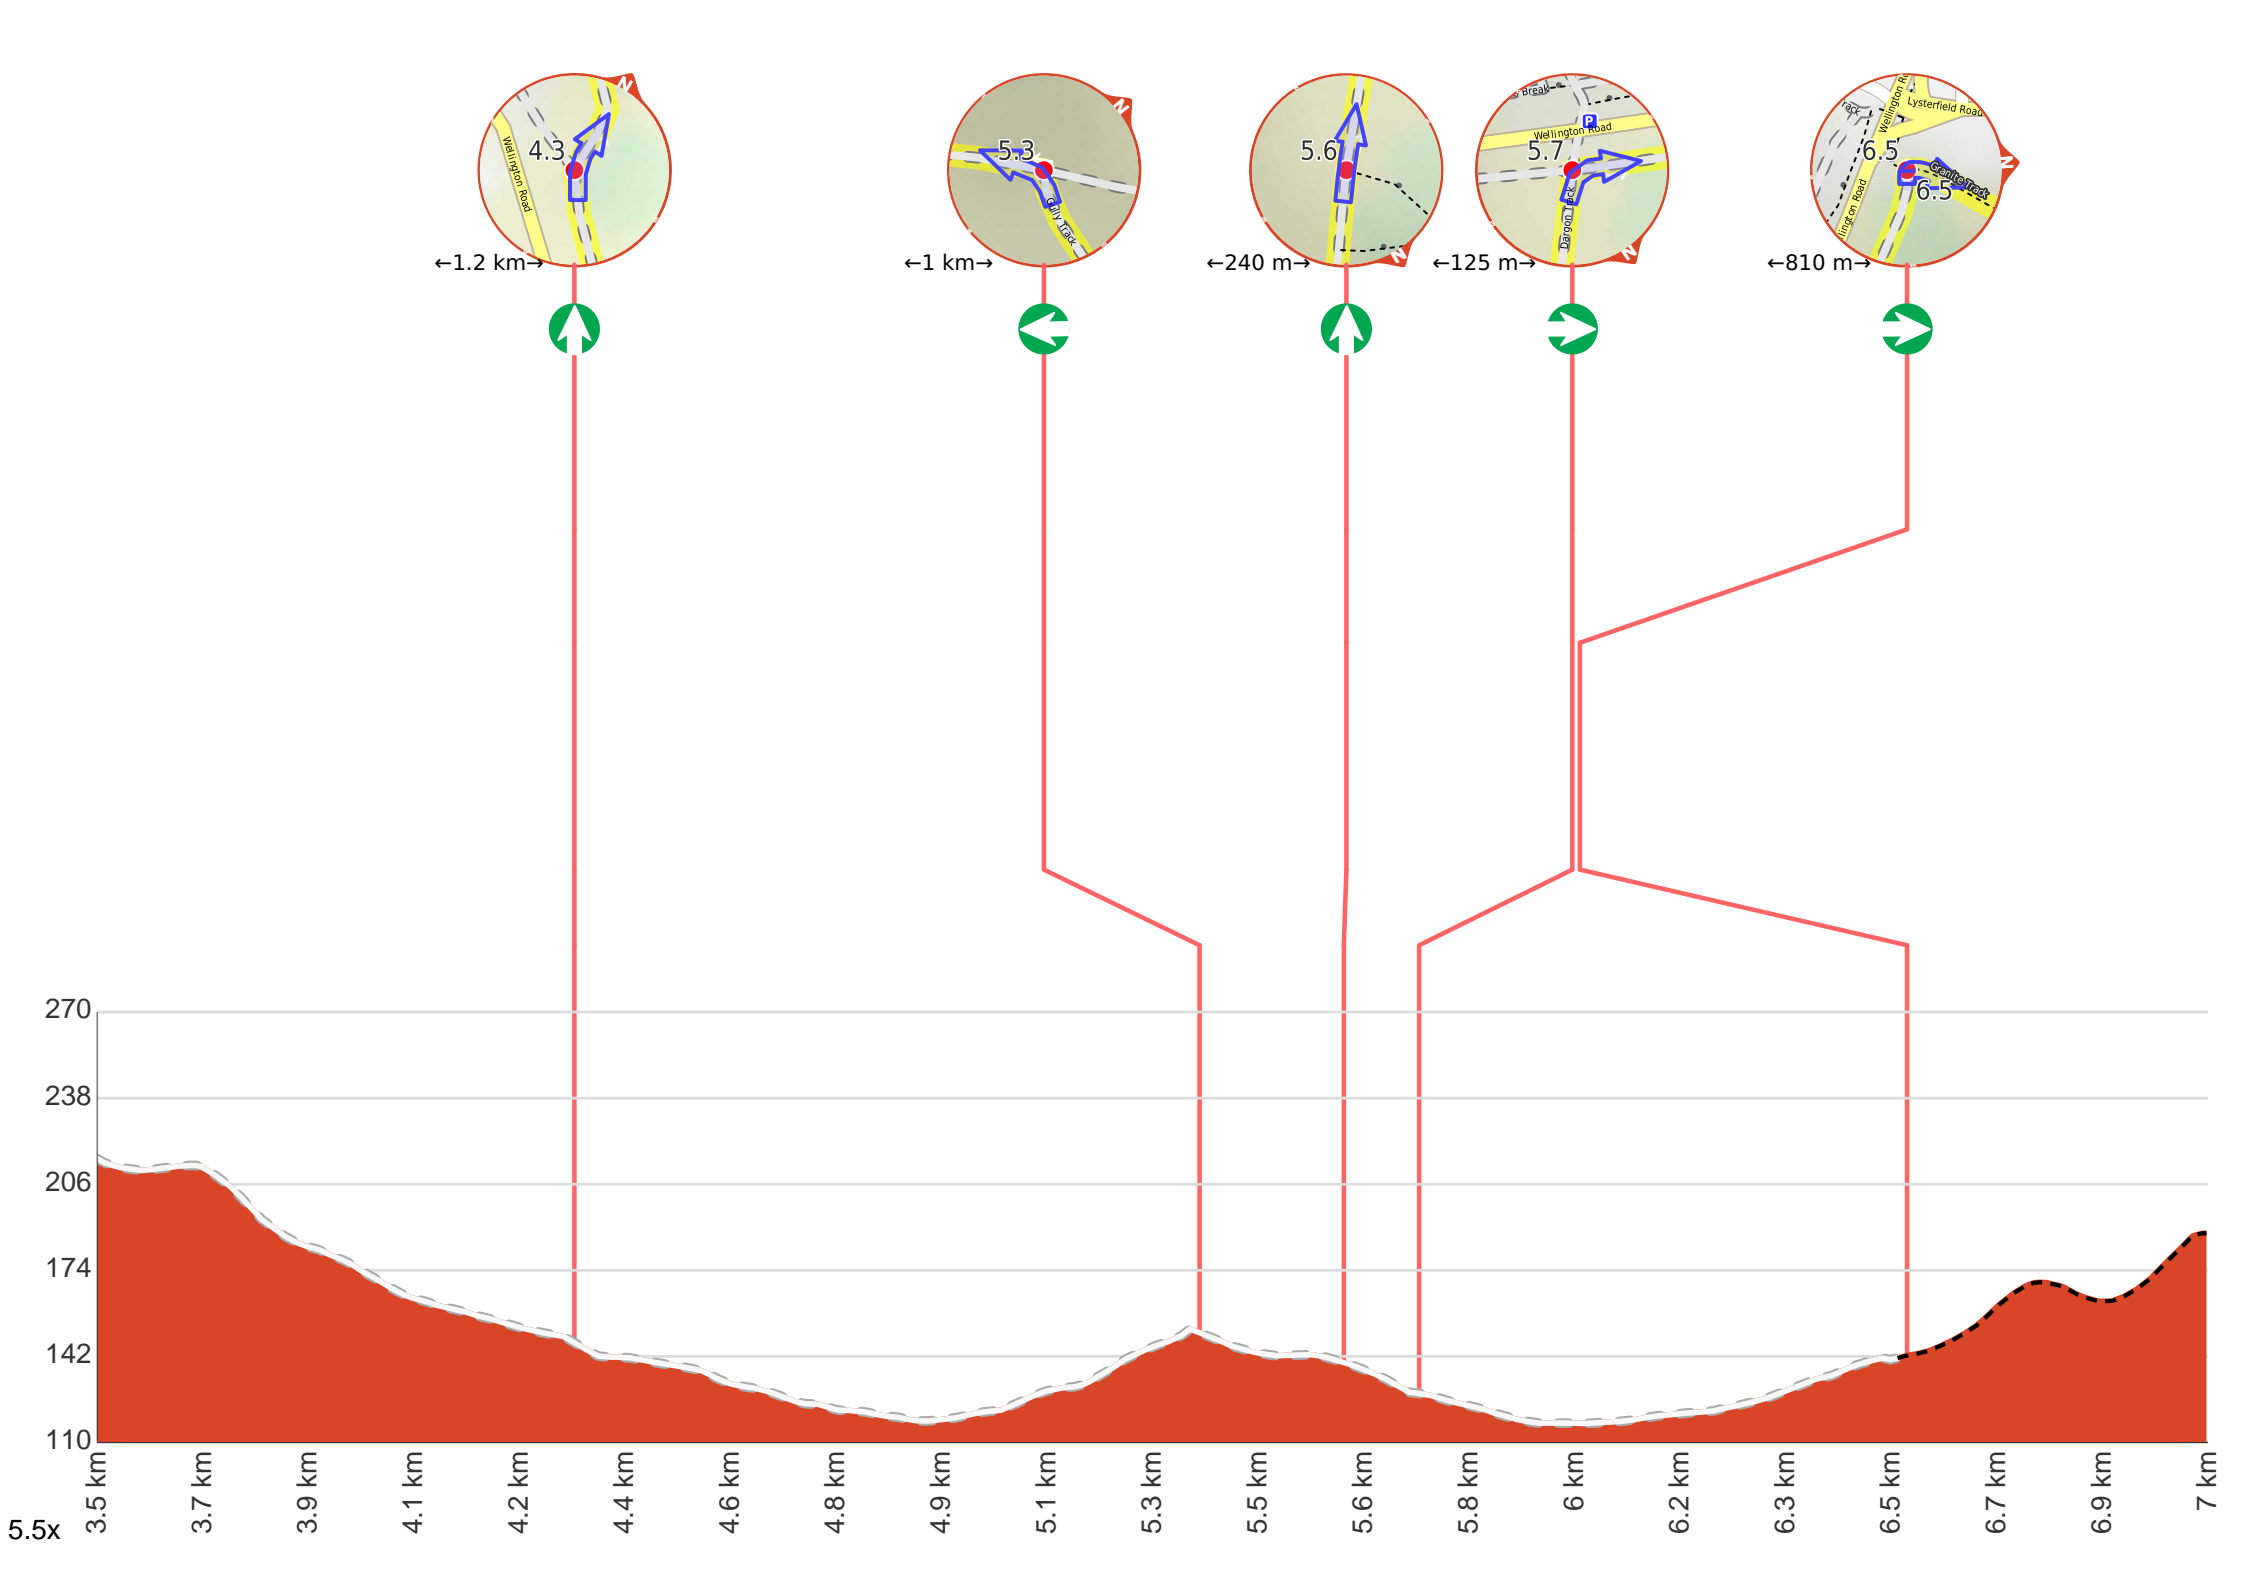 N
4.3
Wellington Road
←1.2 km→
N
5.3
Gully Track
←1 km→
5.6
N
←240 m→
Break
P
Wellington Road
5.7
Dargon Track
N
←125 m→
Wellington R
Lysterfield Road
rack
6.5
N
Granite Track
6.5
llington Road
←810 m→
270
238
206
174
142
110
3.5 km
3.7 km
3.9 km
4.1 km
4.2 km
4.4 km
4.6 km
4.8 km
4.9 km
5.1 km
5.3 km
5.5 km
5.6 km
5.8 km
6 km
6.2 km
6.3 km
6.5 km
6.7 km
6.9 km
7 km
5.5x